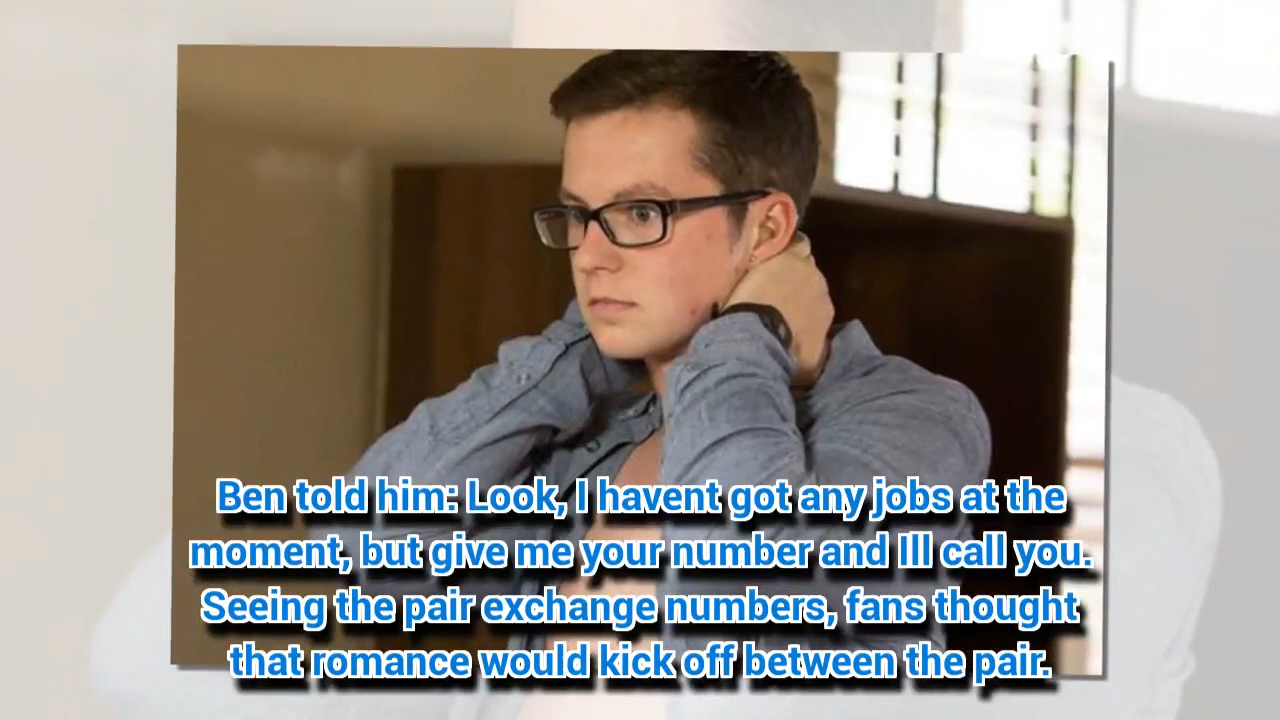 Ben told him: Look, I havent got any jobs at the
moment, but give me your number and Ill call you.
Seeing the pair exchange numbers, fans thought
that romance would kick off between the pair.